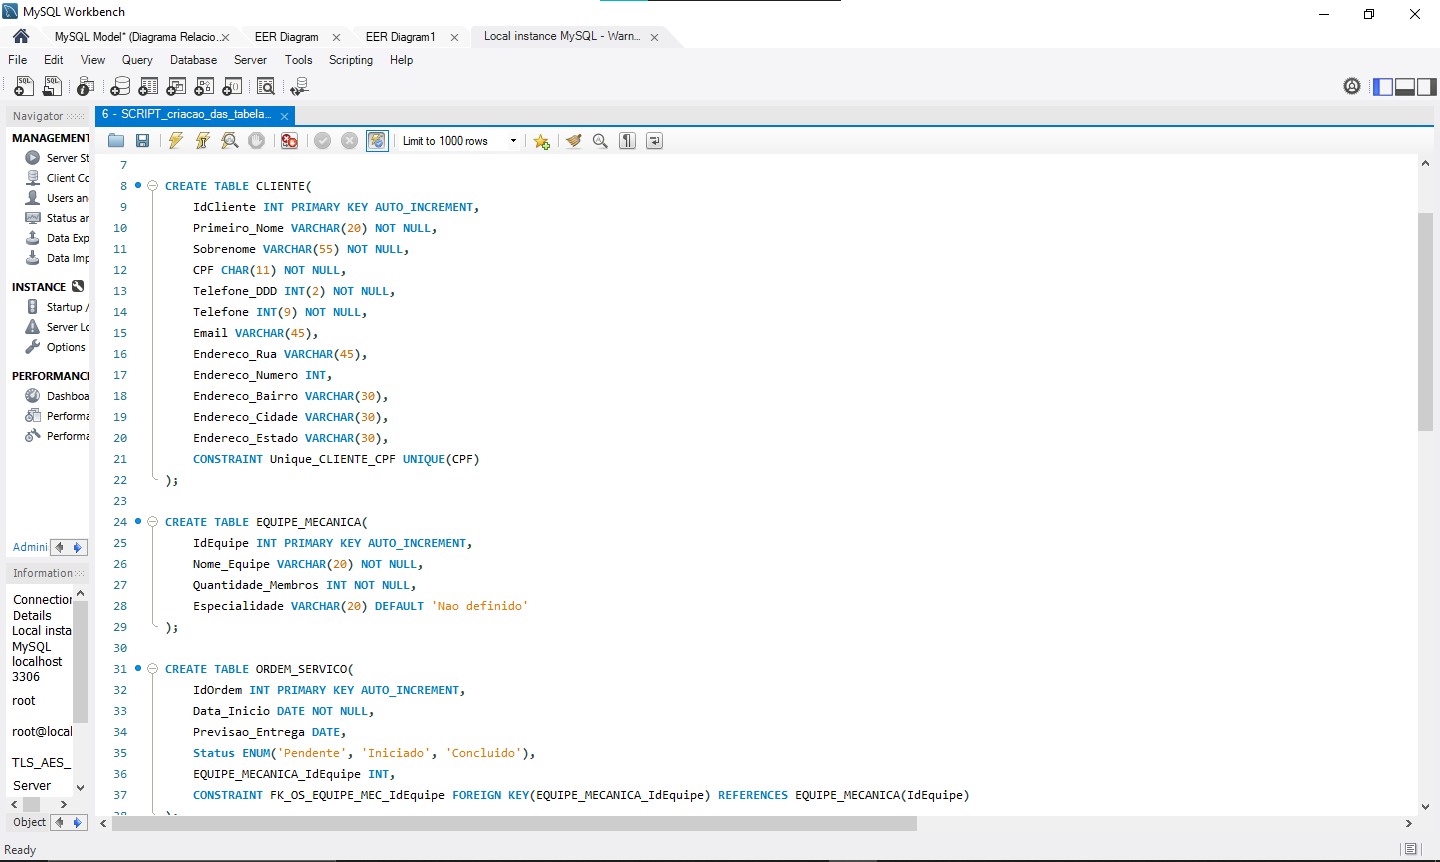 MySQL Workbench
MySQL Model* (Diagrama Relacio... EER Diagram EER Diagram1 Local instance MySQL - Warn...
File Edit View Query Database Server Tools Scripting Help
Navigator
6 - SCRIPT_criacao_das_tabela...
Limit to 1000 rows
MANAGEMENT
Server St
Client Co
Users an
Status ar
Data Exp
Data Imp
INSTANCE
Startup /
Server Lo
Options
PERFORMANCE
Dashboa
Performa
Performa
Admini
Information
Connection
Details
Local insta
MySQL
localhost
3306
root
root@local
TLS_AES_
Server
Object
7
8 CREATE TABLE CLIENTE(
9 IdCliente INT PRIMARY KEY AUTO_INCREMENT,
10 Primeiro_Nome VARCHAR(20) NOT NULL,
11 Sobrenome VARCHAR(55) NOT NULL,
12 CPF CHAR(11) NOT NULL,
13 Telefone_DDD INT(2) NOT NULL,
14 Telefone INT(9) NOT NULL,
15 Email VARCHAR(45),
16 Endereco_Rua VARCHAR(45),
17 Endereco_Numero INT,
18 Endereco_Bairro VARCHAR(30),
19 Endereco_Cidade VARCHAR(30),
20 Endereco_Estado VARCHAR(30),
21 CONSTRAINT Unique_CLIENTE_CPF UNIQUE(CPF)
22 );
23
24 CREATE TABLE EQUIPE_MECANICA(
25 IdEquipe INT PRIMARY KEY AUTO_INCREMENT,
26 Nome_Equipe VARCHAR(20) NOT NULL,
27 Quantidade_Membros INT NOT NULL,
28 Especialidade VARCHAR(20) DEFAULT 'Nao definido'
29 );
30
31 CREATE TABLE ORDEM_SERVICO(
32 IdOrdem INT PRIMARY KEY AUTO_INCREMENT,
33 Data_Inicio DATE NOT NULL,
34 Previsao_Entrega DATE,
35 Status ENUM('Pendente', 'Iniciado', 'Concluido'),
36 EQUIPE_MECANICA_IdEquipe INT,
37 CONSTRAINT FK_OS_EQUIPE_MEC_IdEquipe FOREIGN KEY(EQUIPE_MECANICA_IdEquipe) REFERENCES EQUIPE_MECANICA(IdEquipe)
Ready